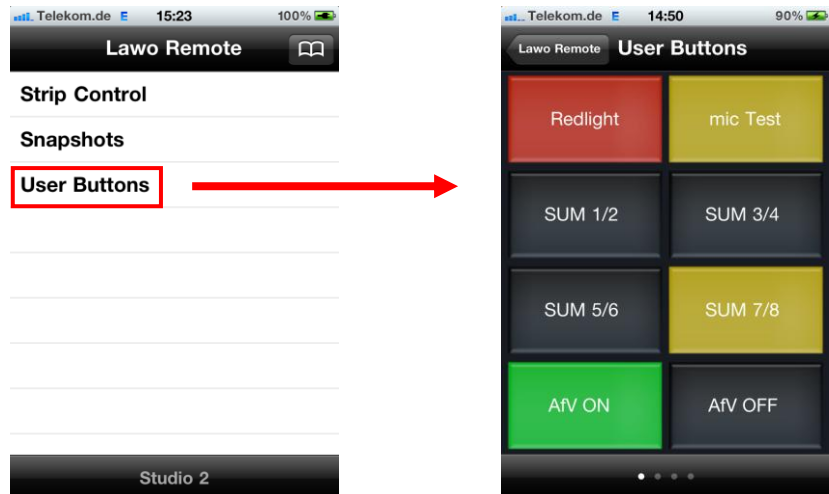 Telekom.de E 15:23 100%
Lawo Remote
Strip Control
Snapshots
User Buttons
Studio 2
Telekom.de E 14:50 90%
Lawo Remote User Buttons
Redlight mic Test
SUM 1/2 SUM 3/4
SUM 5/6 SUM 7/8
AfV ON AfV OFF